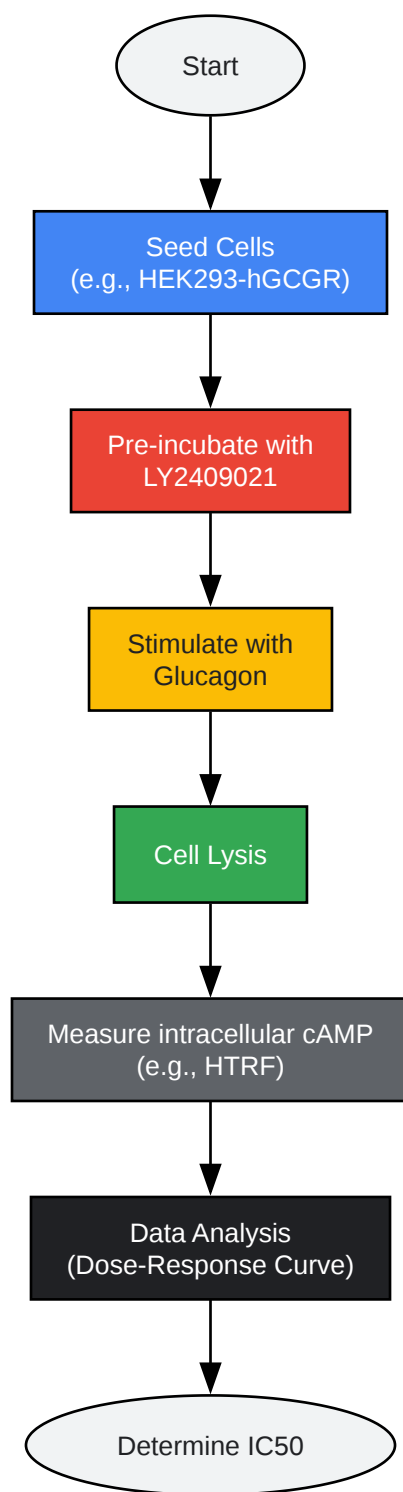 Start
Seed Cells
(e.g., HEK293-hGCGR)
Pre-incubate with
LY2409021
Stimulate with
Glucagon
Cell Lysis
Measure intracellular cAMP
(e.g., HTRF)
Data Analysis
(Dose-Response Curve)
Determine IC50